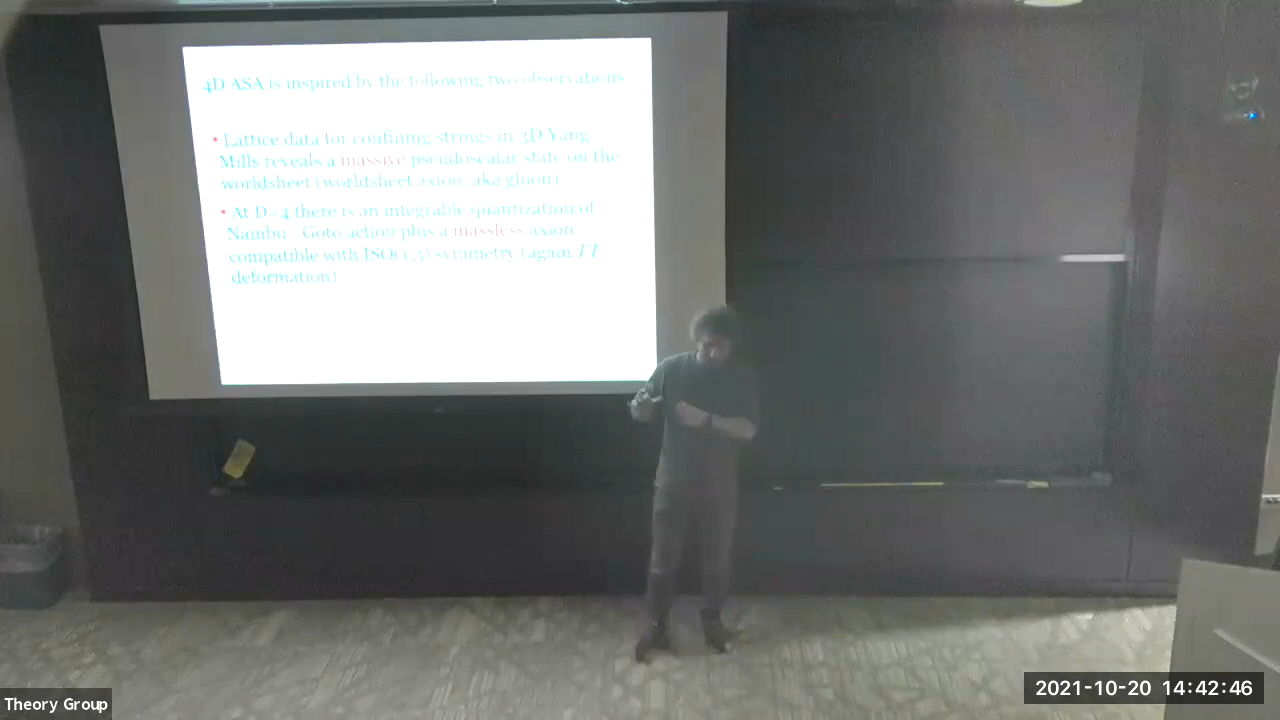 4D ASA is inspired by the following two observations
• Lattice data for confining strings in 3D Yang
Mills reveals a massive pseudoscalar state on the
worldsheet (worldsheet axion, aka gluon)
• At D=4 there is an integrable quantization of
Nambu-Goto action plus a massless axion
compatible with ISO(1,3) symmetry (again TT
deformation)
Theory Group
2021-10-20 14:42:46